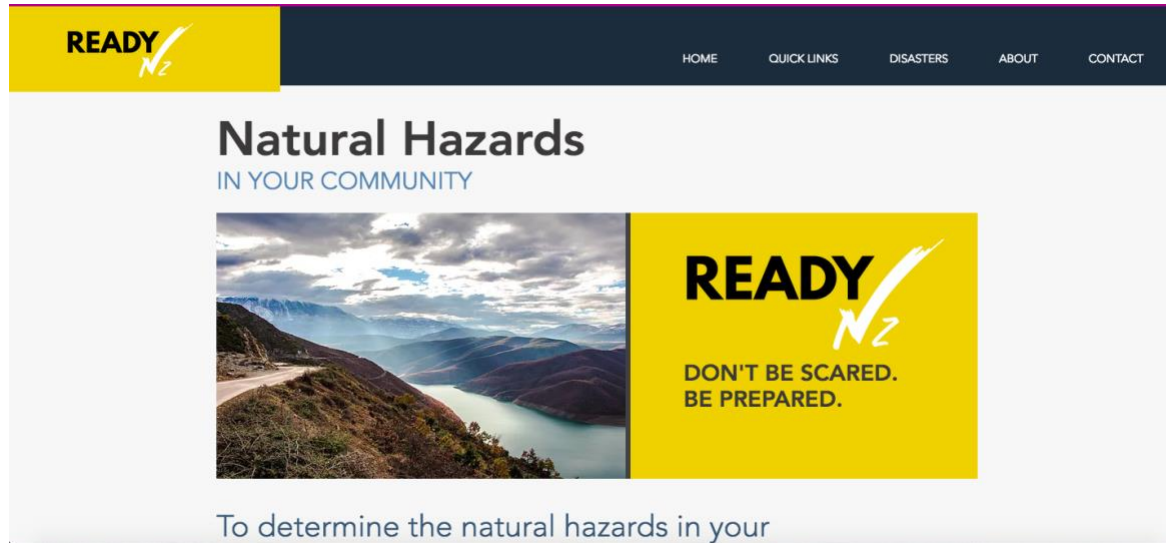 READY
NZ
HOME QUICK LINKS DISASTERS ABOUT CONTACT
Natural Hazards
IN YOUR COMMUNITY
READY
NZ
DON'T BE SCARED.
BE PREPARED.
To determine the natural hazards in your